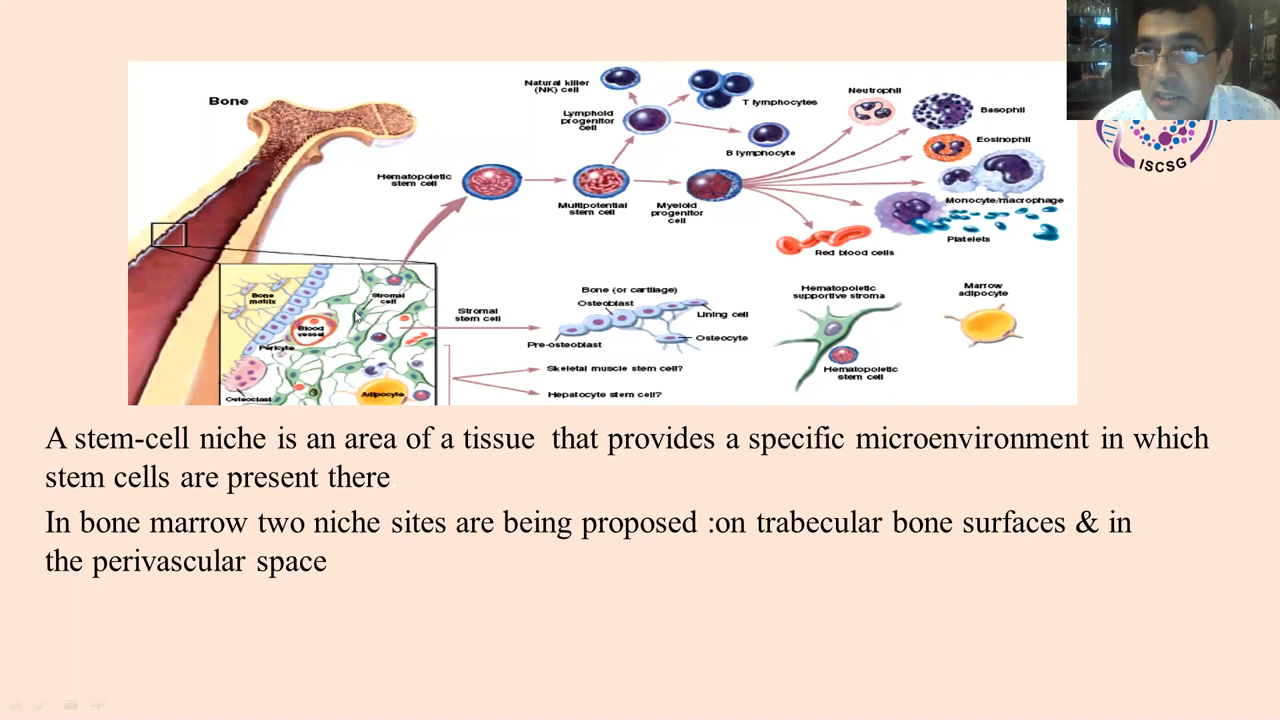 Bone
Natural killer
(NK) cell
T lymphocytes
Lymphoid
progenitor
cell
B lymphocyte
Neutrophil
Basophil
Eosinophil
Hematopoietic
stem cell
Multipotential
stem cell
Myeloid
progenitor
cell
Monocyte/macrophage
Platelets
Red blood cells
ISCSG
Bone
matrix
Stromal
cell
Blood
vessel
Pericyte
Osteoclast
Adipocyte
Stromal
stem cell
Bone (or cartilage)
Osteoblast
Lining cell
Pre-osteoblast
Osteocyte
Skeletal muscle stem cell?
Hepatocyte stem cell?
Hematopoietic
supportive stroma
Hematopoietic
stem cell
Marrow
adipocyte
A stem-cell niche is an area of a tissue that provides a specific microenvironment in which
stem cells are present there.
In bone marrow two niche sites are being proposed :on trabecular bone surfaces & in
the perivascular space